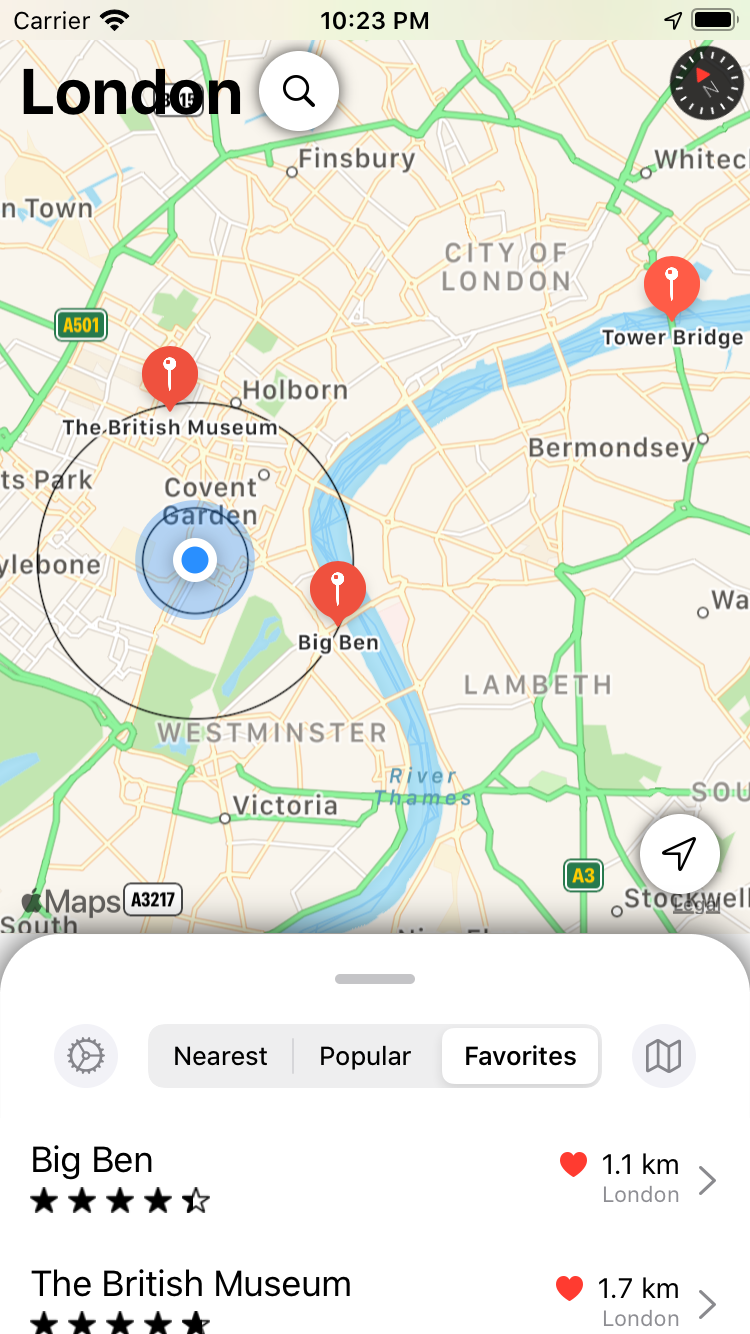 Carrier
10:23 PM
London
B515
N
Finsbury
Whitec
n Town
CITY OF
LONDON
A501
Tower Bridge
Holborn
The British Museum
Bermondsey
ts Park
Covent
Garden
ylebone
Big Ben
Wa
LAMBETH
WESTMINSTER
River
Thames
SOU
Victoria
A3
Maps
A3217
Stockwell
Legal
South
Nearest
Popular
Favorites
Big Ben
1.1 km
London
The British Museum
1.7 km
London